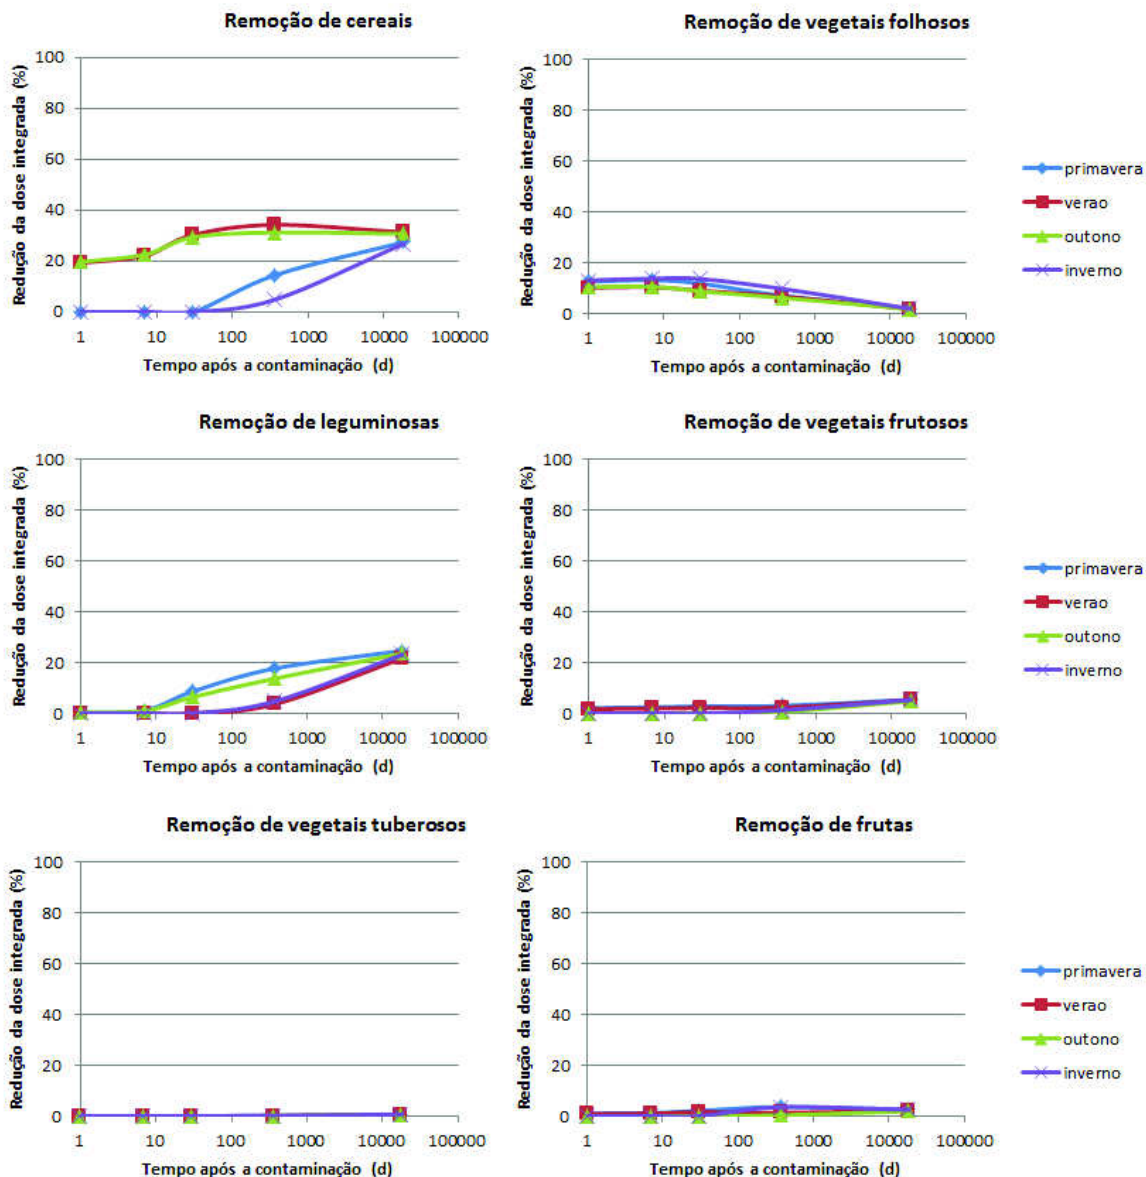 Remoção de cereais
Redução da dose integrada (%)
100
80
60
40
20
0
1 10 100 1000 10000 100000
Tempo após a contaminação (d)
Remoção de vegetais folhosos
Redução da dose integrada (%)
100
80
60
40
20
0
1 10 100 1000 10000 100000
Tempo após a contaminação (d)
primavera
verao
outono
inverno
Remoção de leguminosas
Redução da dose integrada (%)
100
80
60
40
20
0
1 10 100 1000 10000 100000
Tempo após a contaminação (d)
Remoção de vegetais frutosos
Redução da dose integrada (%)
100
80
60
40
20
0
1 10 100 1000 10000 100000
Tempo após a contaminação (d)
primavera
verao
outono
inverno
Remoção de vegetais tuberosos
Redução da dose integrada (%)
100
80
60
40
20
0
1 10 100 1000 10000 100000
Tempo após a contaminação (d)
Remoção de frutas
Redução da dose integrada (%)
100
80
60
40
20
0
1 10 100 1000 10000 100000
Tempo após a contaminação (d)
primavera
verao
outono
inverno